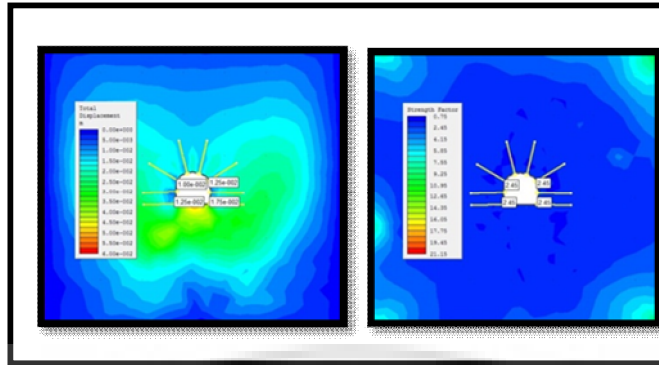 Total
Displacement
m
0.00e+000
5.00e-003
1.00e-002
1.50e-002
2.00e-002
2.50e-002
3.00e-002
3.50e-002
4.00e-002
4.50e-002
5.00e-002
5.50e-002
6.00e-002
1.00e-002
1.25e-002
1.25e-002
1.75e-002
Strength Factor
0.75
2.45
4.15
5.85
7.55
9.25
10.95
12.65
14.35
16.05
17.75
19.45
21.15
2.45
2.45
2.45
2.45